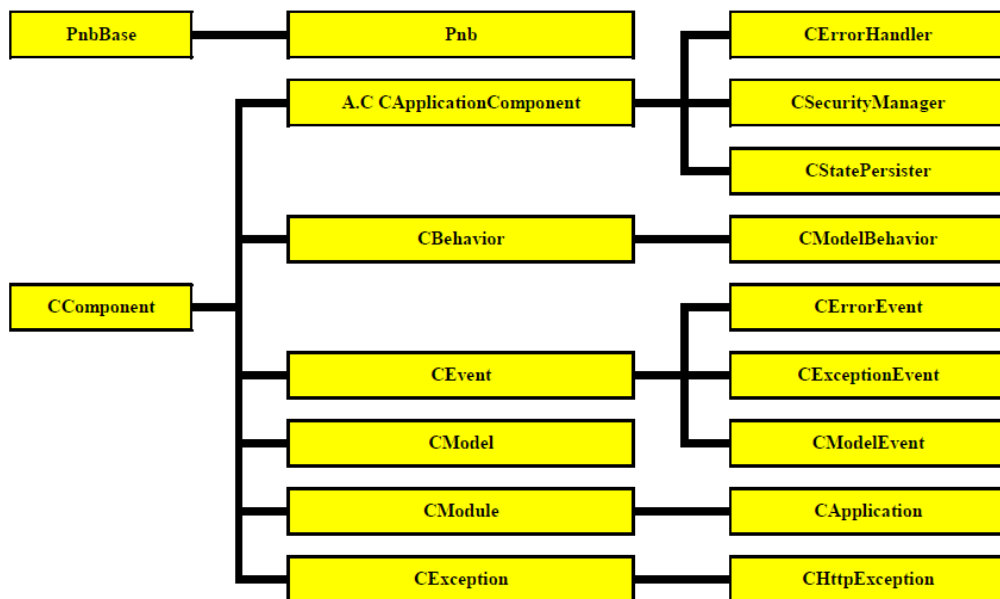 PnbBase
Pnb
CErrorHandler
A.C CApplicationComponent
CSecurityManager
CStatePersister
CBehavior
CModelBehavior
CComponent
CErrorEvent
CEvent
CExceptionEvent
CModel
CModelEvent
CModule
CApplication
CException
CHttpException